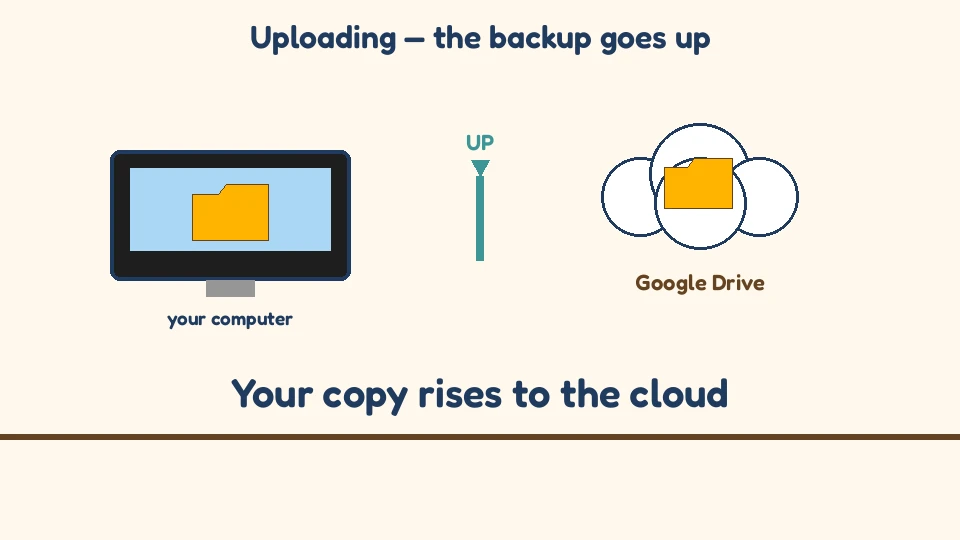 Uploading — the backup goes up
UP
Google Drive
your computer
Your copy rises to the cloud